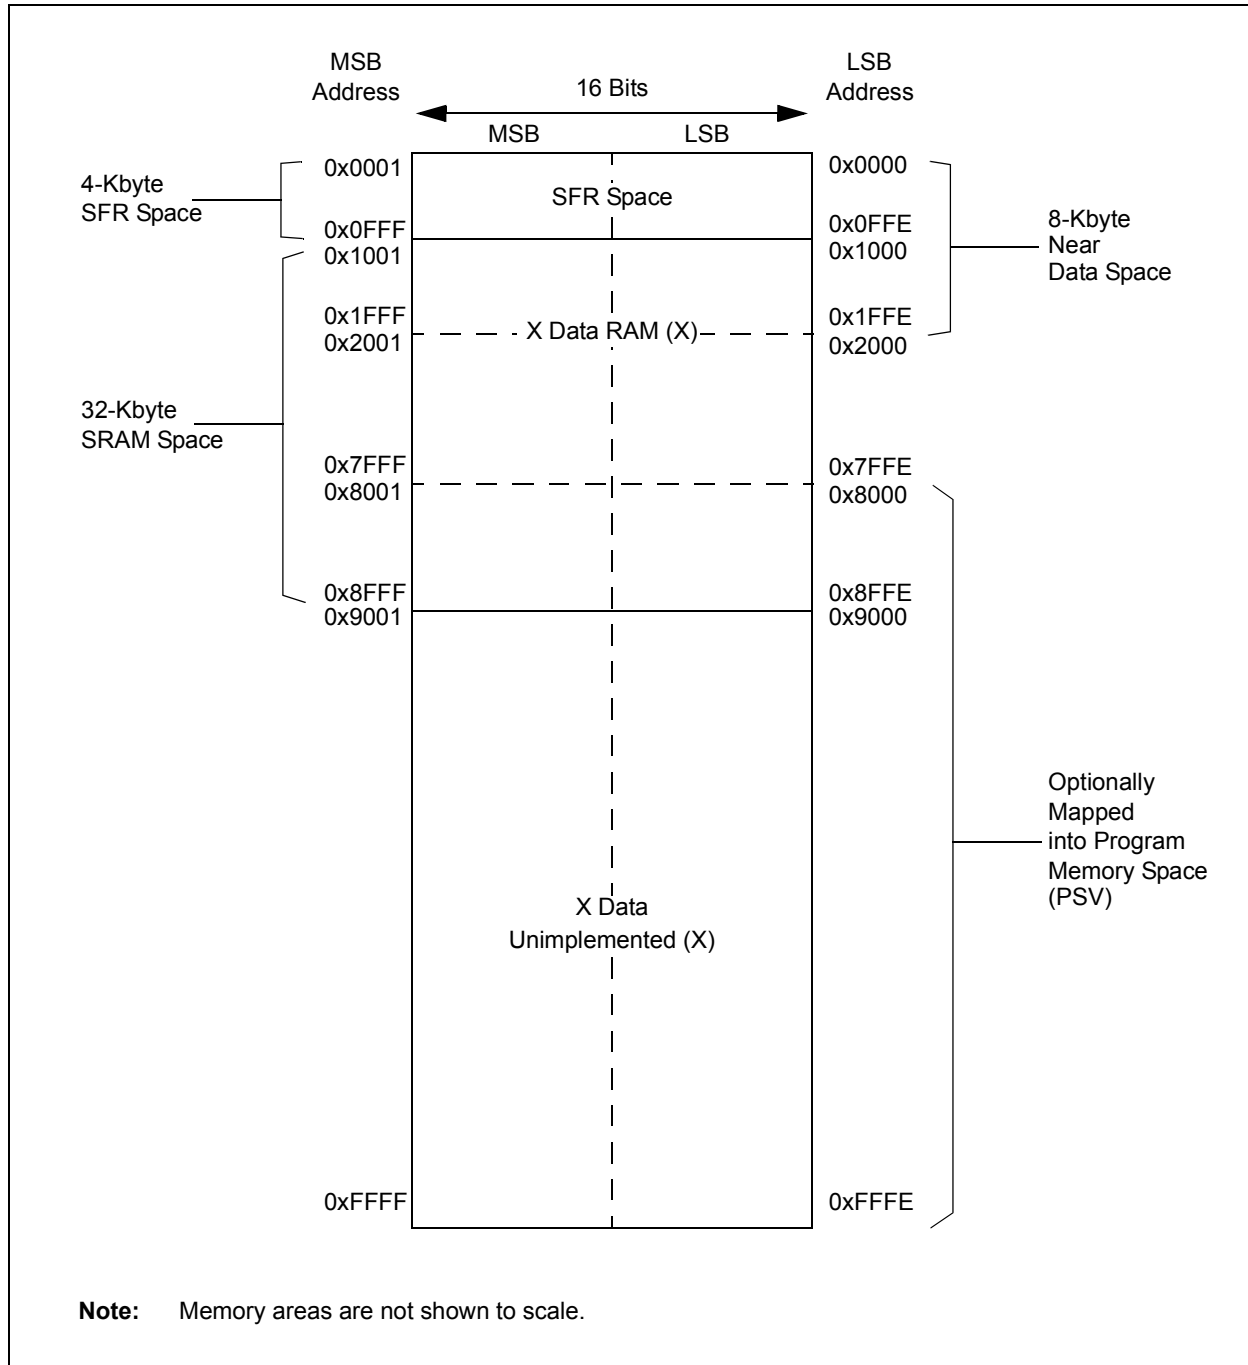 MSB
Address
16 Bits
LSB
Address
MSB
LSB
0x0001
0x0000
4-Kbyte
SFR Space
SFR Space
0x0FFF
0x0FFE
0x1001
0x1000
8-Kbyte
Near
Data Space
0x1FFF
0x1FFE
X Data RAM (X)
0x2001
0x2000
32-Kbyte
SRAM Space
0x7FFF
0x7FFE
0x8001
0x8000
0x8FFF
0x8FFE
0x9001
0x9000
Optionally
Mapped
into Program
Memory Space
(PSV)
X Data
Unimplemented (X)
0xFFFF
0xFFFE
Note: Memory areas are not shown to scale.